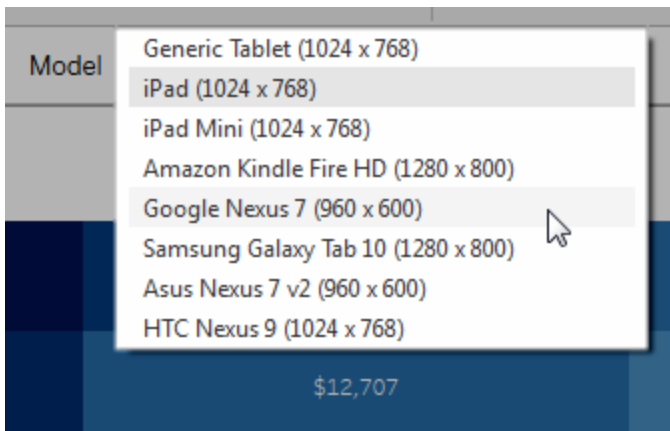 Model
Generic Tablet (1024 x 768)
iPad (1024 x 768)
iPad Mini (1024 x 768)
Amazon Kindle Fire HD (1280 x 800)
Google Nexus 7 (960 x 600)
Samsung Galaxy Tab 10 (1280 x 800)
Asus Nexus 7 v2 (960 x 600)
HTC Nexus 9 (1024 x 768)
$12,707